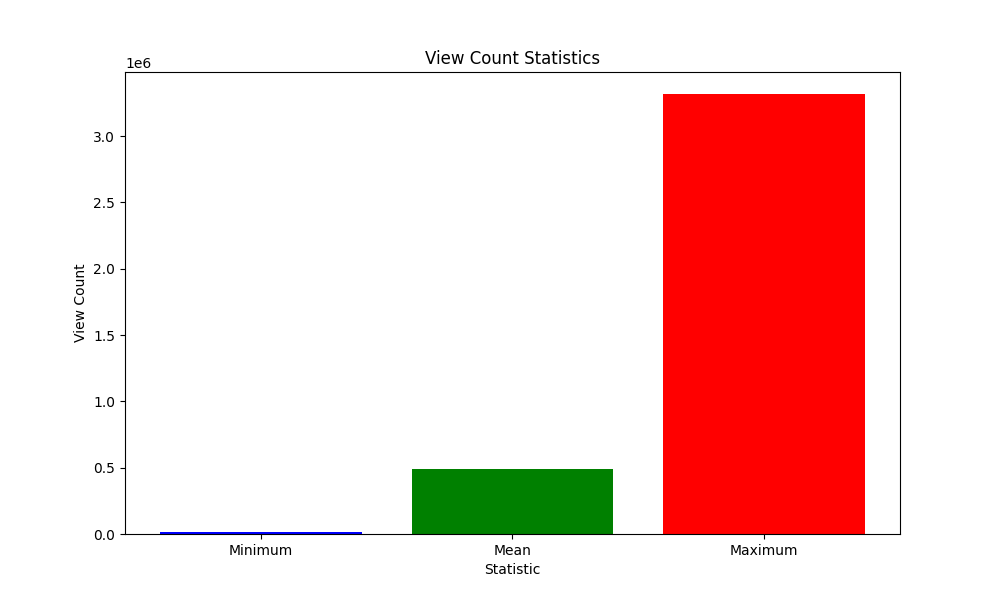 View Count Statistics
1e6
3.0
2.5
2.0
1.5
1.0
0.5
0.0
View Count
Minimum Mean Maximum
Statistic